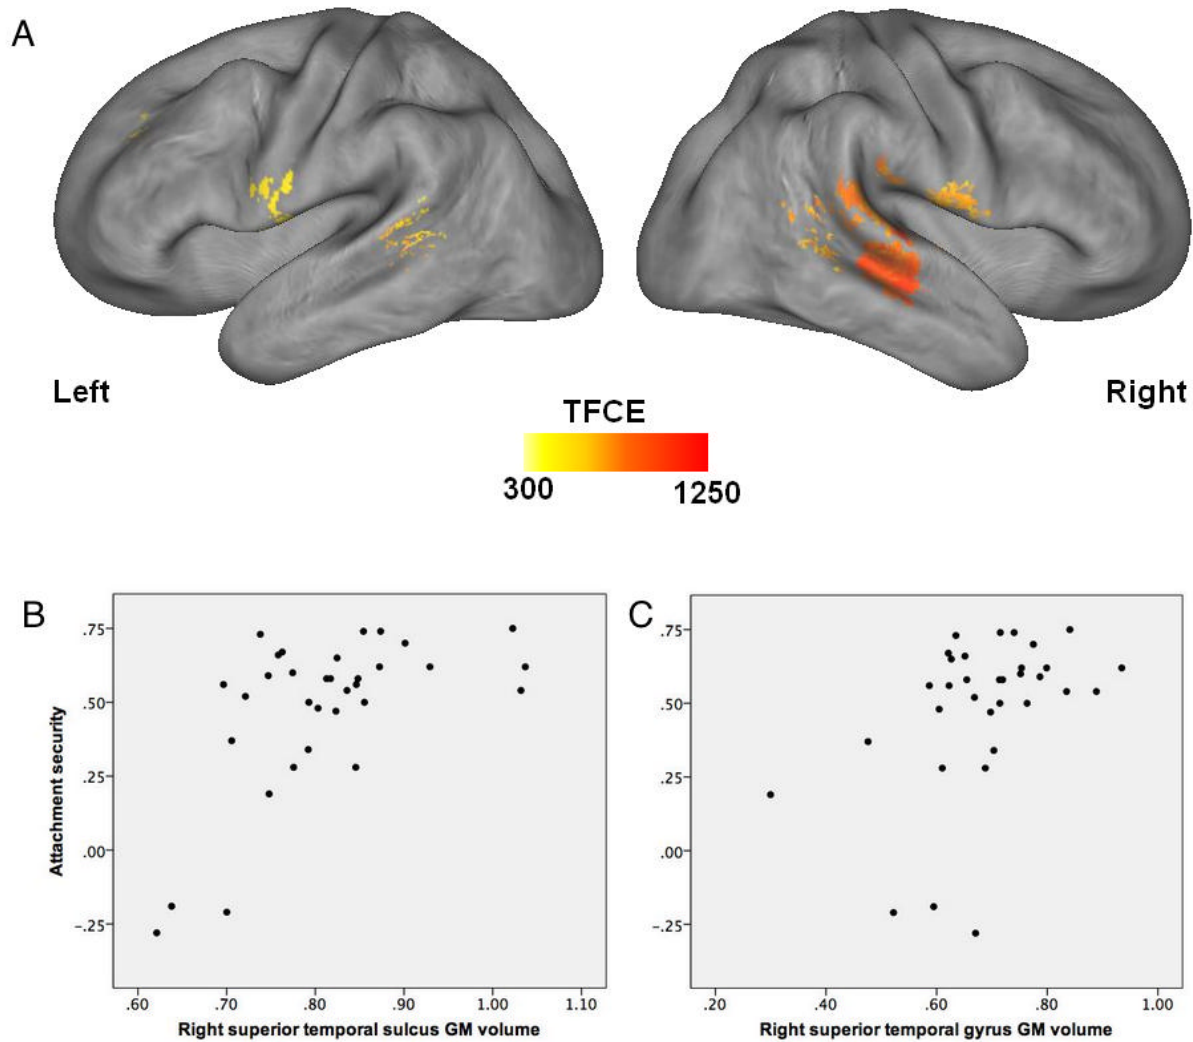 A
Left
Right
TFCE
300
1250
B
.75
.50
.25
.00
-.25
Attachment security
.60 .70 .80 .90 1.00 1.10
Right superior temporal sulcus GM volume
C
.75
.50
.25
.00
-.25
.20 .40 .60 .80 1.00
Right superior temporal gyrus GM volume